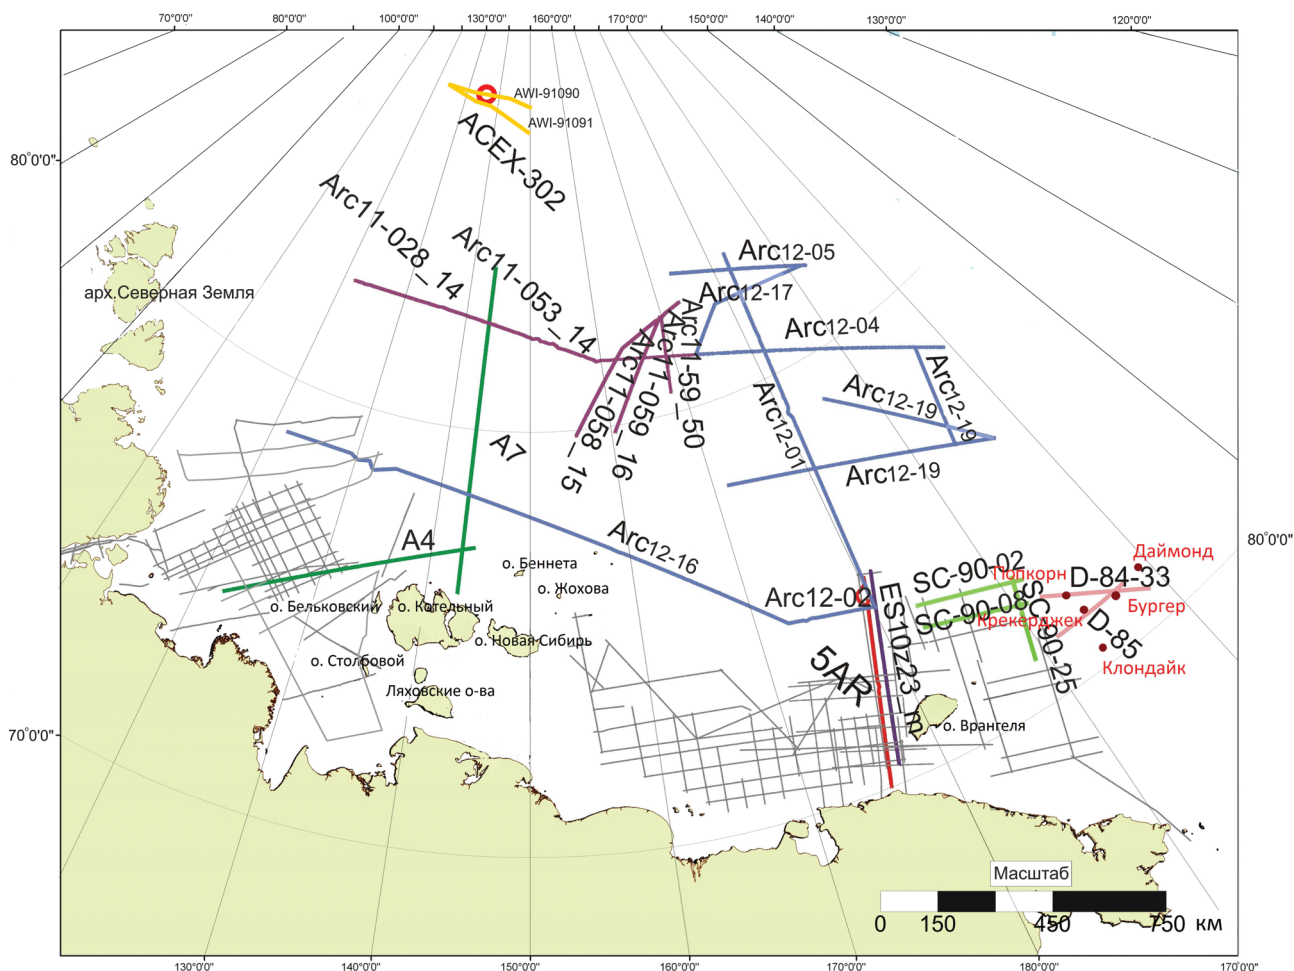 70°0'0"
80°0'0"
100°0'0"
130°0'0"
160°0'0"
170°0'0"
150°0'0"
140°0'0"
130°0'0"
120°0'0"
AWI-91090
AWI-91091
ACEX-302
80°0'0"
Arc11-028_14
Arc11-053_14
Arc12-05
арх.Северная Земля
Arc12-17
Arc12-04
Arc11-59_50
Arc11-059_16
Arc11-058_15
Arc12-01
Arc12-19
Arc12-19
Arc12-19
A7
A4
Arc12-16
80°0'0"
Даймонд
о. Беннета
SC-90-02
Попкорн
D-84-33
о. Жохова
Arc12-02
о. Бельковский
о. Котельный
SC-90-08
Крекерджек
Бургер
о. Новая Сибирь
D-85
SC-90-25
ES10z23_m
5AR
о. Столбовой
Клондайк
Ляховские о-ва
о. Врангеля
70°0'0"
Масштаб
0 150 450 750 км
130°0'0"
140°0'0"
150°0'0"
160°0'0"
170°0'0"
180°0'0"
170°0'0"